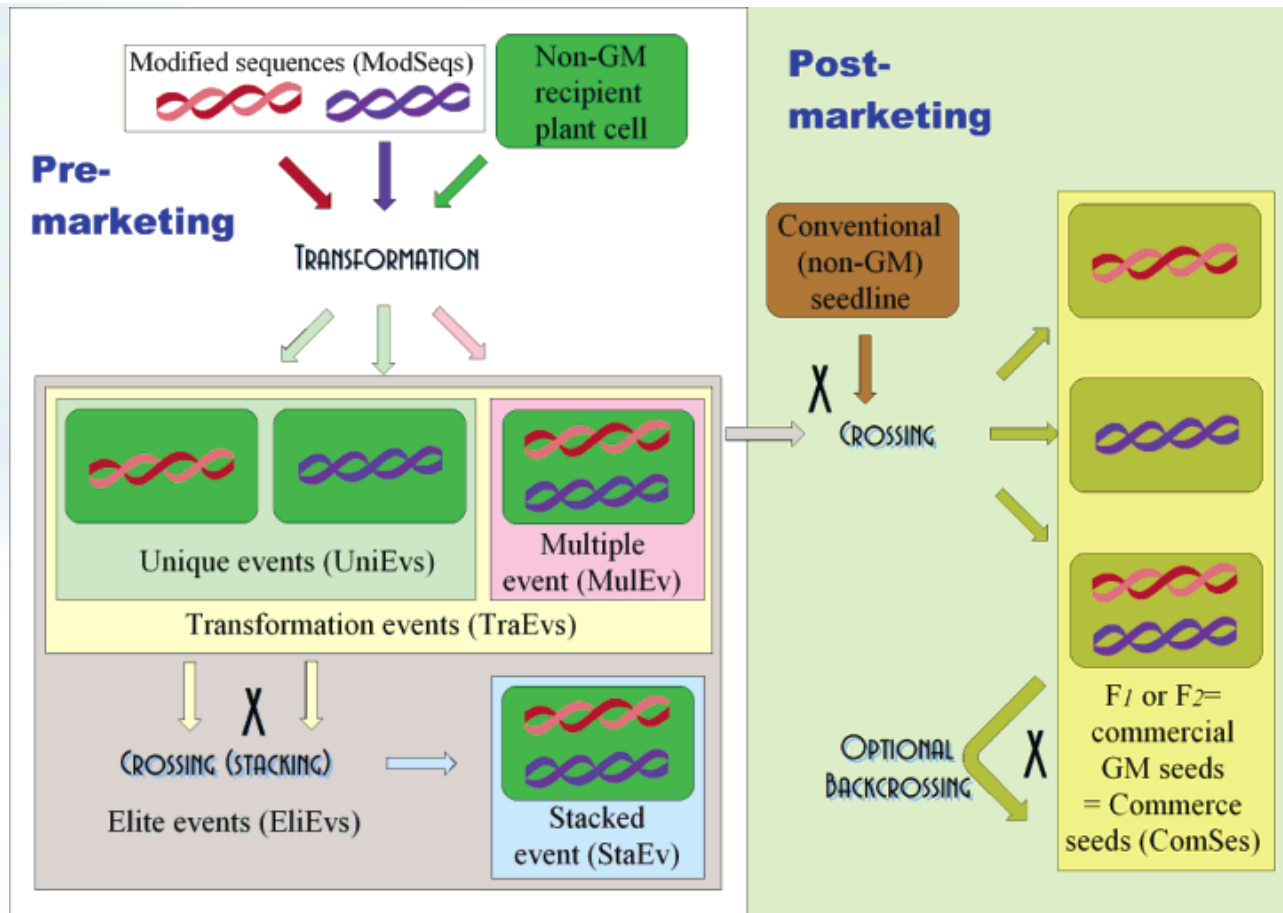 Modified sequences (ModSeqs)
Non-GM
recipient
plant cell
Pre-
marketing
TRANSFORMATION
Unique events (UniEvs)
Multiple
event (MulEv)
Transformation events (TraEvs)
X
CROSSING (STACKING)
Elite events (EliEvs)
Stacked
event (StaEv)
Post-
marketing
Conventional
(non-GM)
seedline
X
CROSSING
OPTIONAL
BACKCROSSING
X
F1 or F2=
commercial
GM seeds
= Commerce
seeds (ComSes)